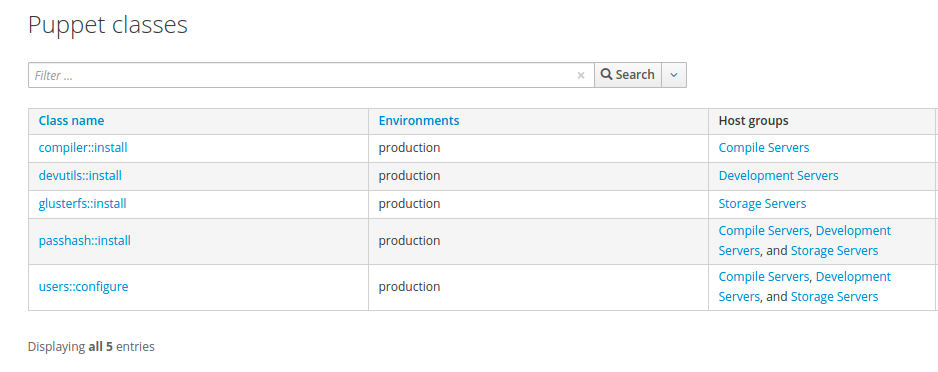 Puppet classes
Filter ... × Search
Class name Environments Host groups
compiler::install production Compile Servers
devutils::install production Development Servers
glusterfs::install production Storage Servers
passhash::install production Compile Servers, Development
Servers, and Storage Servers
users::configure production Compile Servers, Development
Servers, and Storage Servers
Displaying all 5 entries